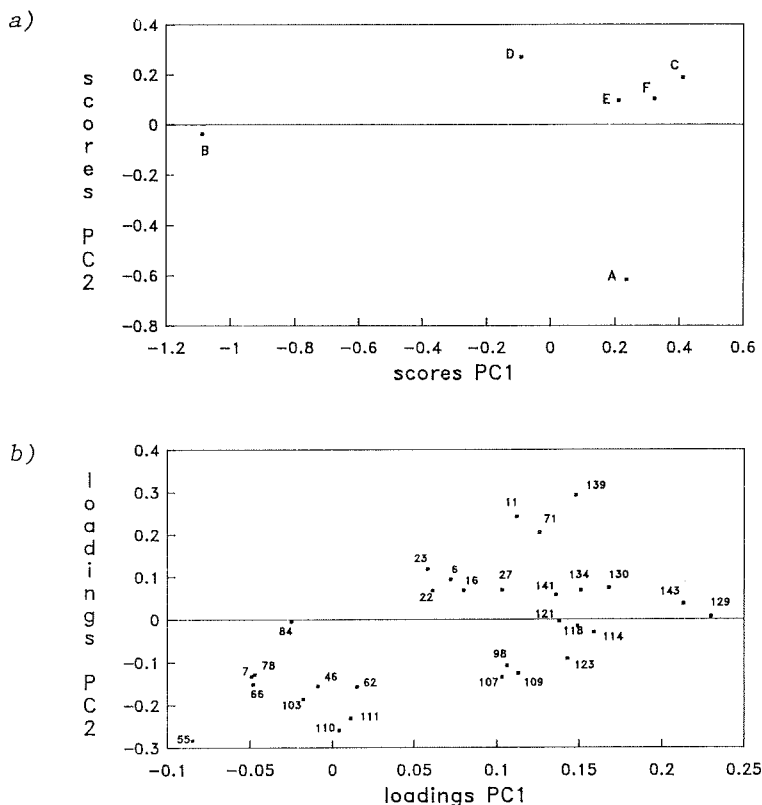 a)
scores PC2
0.4
0.2
0
-0.2
-0.4
-0.6
-0.8
D
C
F
E
B
A
-1.2 -1 -0.8 -0.6 -0.4 -0.2 0 0.2 0.4 0.6
scores PC1
b)
loadings PC2
0.4
0.3
0.2
0.1
0
-0.1
-0.2
-0.3
139
11 71
23 6 16 27 141 134 130
22 143 129
84 121 118 114
7 78 46 62 98 123
66 107 109
103 111
110
55
-0.1 -0.05 0 0.05 0.1 0.15 0.2 0.25
loadings PC1